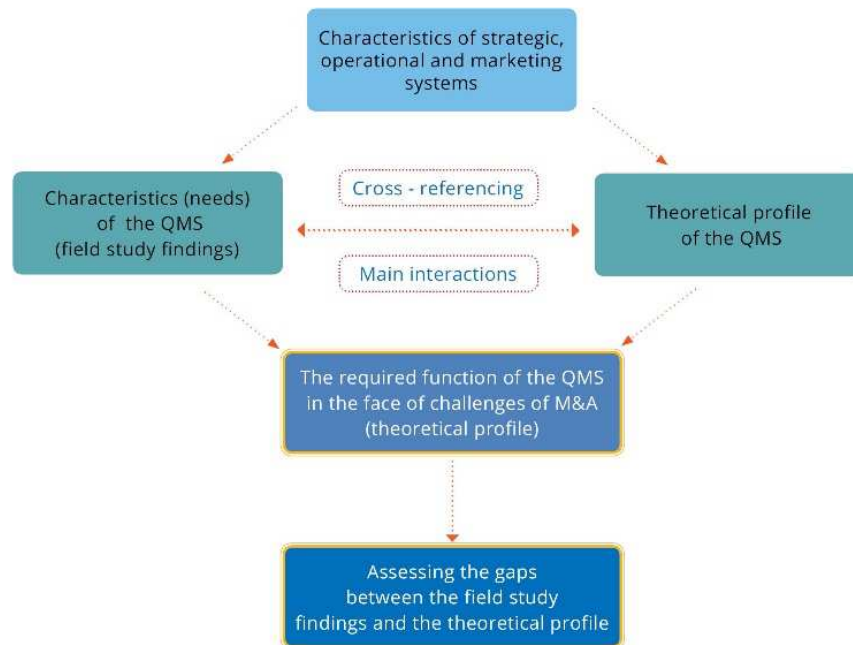 Characteristics of strategic,
operational and marketing
systems
Characteristics (needs)
of the QMS
(field study findings)
Cross - referencing
Main interactions
Theoretical profile
of the QMS
The required function of the QMS
in the face of challenges of M&A
(theoretical profile)
Assessing the gaps
between the field study
findings and the theoretical profile